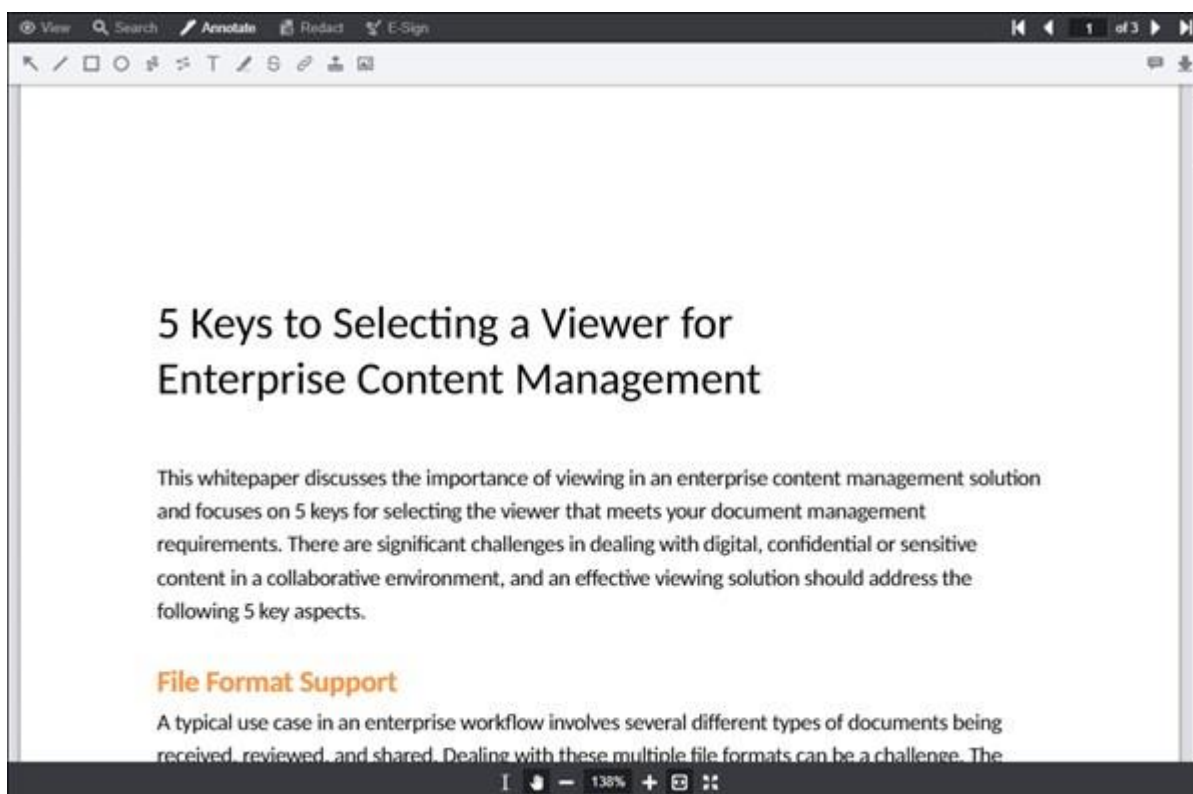 View Search Annotate Redact E-Sign 1 of 3
T S
5 Keys to Selecting a Viewer for
Enterprise Content Management
This whitepaper discusses the importance of viewing in an enterprise content management solution
and focuses on 5 keys for selecting the viewer that meets your document management
requirements. There are significant challenges in dealing with digital, confidential or sensitive
content in a collaborative environment, and an effective viewing solution should address the
following 5 key aspects.
File Format Support
A typical use case in an enterprise workflow involves several different types of documents being
received, reviewed, and shared. Dealing with these multiple file formats can be a challenge. The
138%